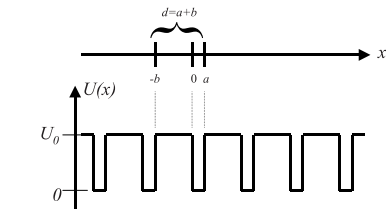 d=a+b
x
-b 0 a
U(x)
U₀
0